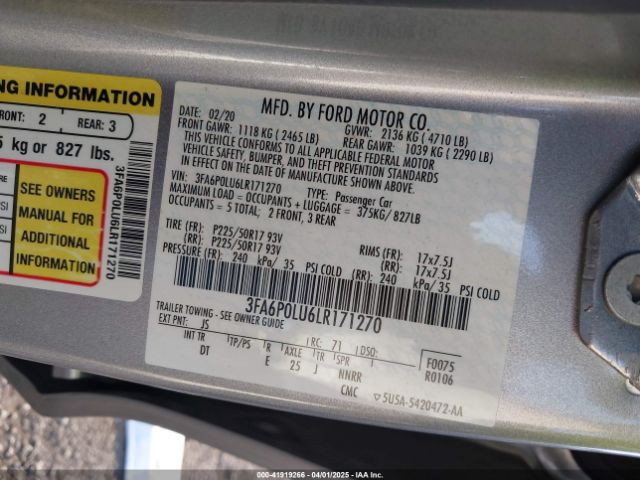 NG INFORMATION
FRONT: 2 REAR: 3
5 kg or 827 lbs.
SEE OWNERS
MANUAL FOR
ADDITIONAL
INFORMATION
3FA6P0LU6LR171270
MFD. BY FORD MOTOR CO.
02/20
GVWR: 2136 KG ( 4710 LB)
FRONT GAWR: 1118 KG ( 2465 LB) REAR GAWR: 1039 KG ( 2290 LB)
THIS VEHICLE CONFORMS TO ALL APPLICABLE FEDERAL MOTOR
VEHICLE SAFETY, BUMPER, AND THEFT PREVENTION STANDARDS
IN EFFECT ON THE DATE OF MANUFACTURE SHOWN ABOVE.
VIN: 3FA6P0LU6LR171270 TYPE: Passenger Car
MAXIMUM LOAD = OCCUPANTS + LUGGAGE = 375KG/ 827LB
OCCUPANTS = 5 TOTAL; 2 FRONT, 3 REAR
TIRE (FR): P225/50R17 93V RIMS (FR): 17x7.5J
(RR): P225/50R17 93V (RR): 17x7.5J
PRESSURE (FR): 240 kPa/ 35 PSI COLD (RR): 240 kPa/ 35 PSI COLD
3FA6P0LU6LR171270
TRAILER TOWING - SEE OWNER GUIDE
EXT PNT: JS RC: 71 DSO: F0075
INT TR TP/PS R AXLE TR SPR R0106
DT E 25 J NNRR
CMC ▽5U5A-5420472-AA
000-41919266 - 04/01/2025 - IAAI.COM